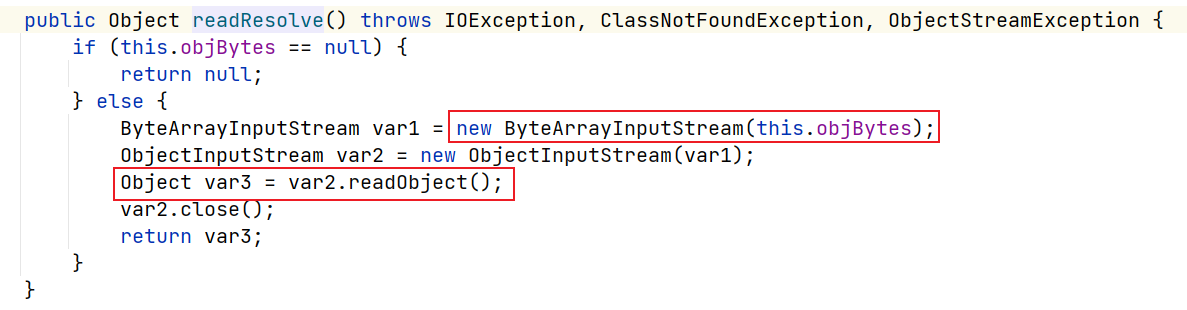 public Object readResolve() throws IOException, ClassNotFoundException, ObjectStreamException {
    if (this.objBytes == null) {
        return null;
    } else {
        ByteArrayInputStream var1 = new ByteArrayInputStream(this.objBytes);
        ObjectInputStream var2 = new ObjectInputStream(var1);
        Object var3 = var2.readObject();
        var2.close();
        return var3;
    }
}